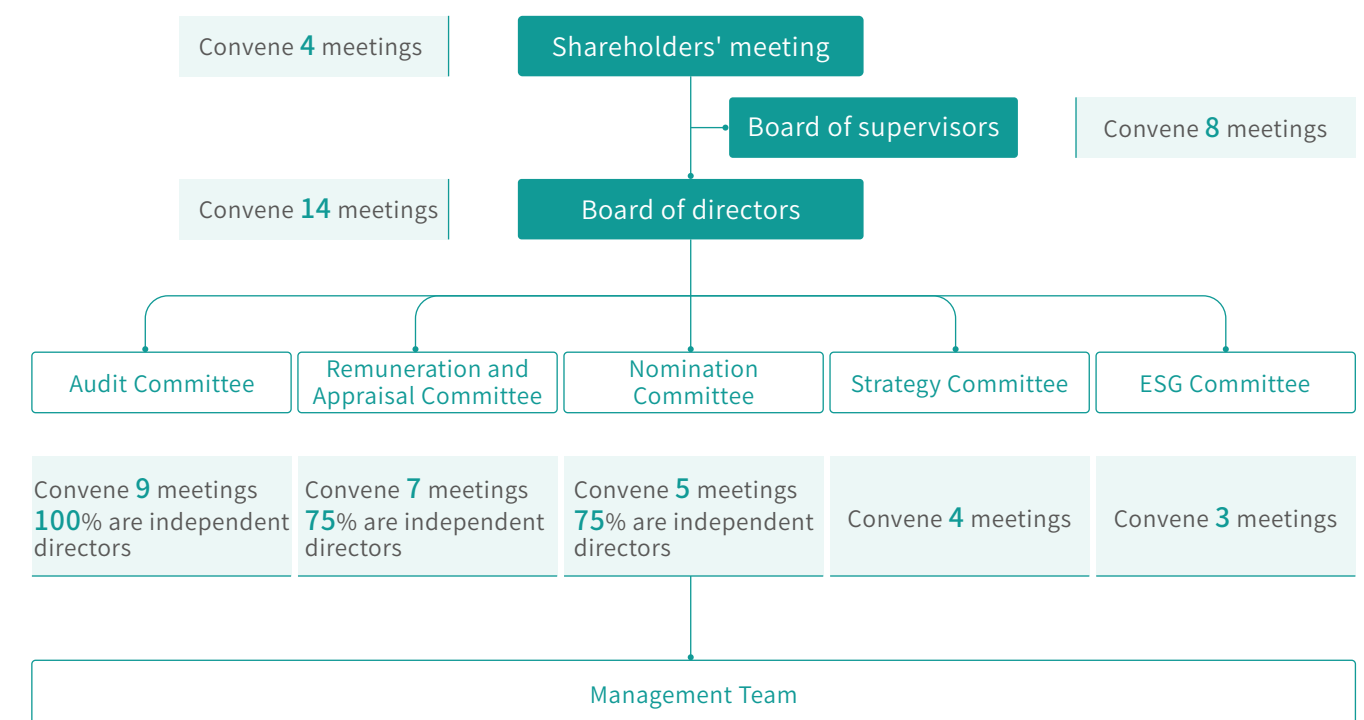 Convene 4 meetings
Shareholders' meeting
Board of supervisors
Convene 8 meetings
Convene 14 meetings
Board of directors
Audit Committee
Remuneration and
Appraisal Committee
Nomination
Committee
Strategy Committee
ESG Committee
Convene 9 meetings
100% are independent
directors
Convene 7 meetings
75% are independent
directors
Convene 5 meetings
75% are independent
directors
Convene 4 meetings
Convene 3 meetings
Management Team